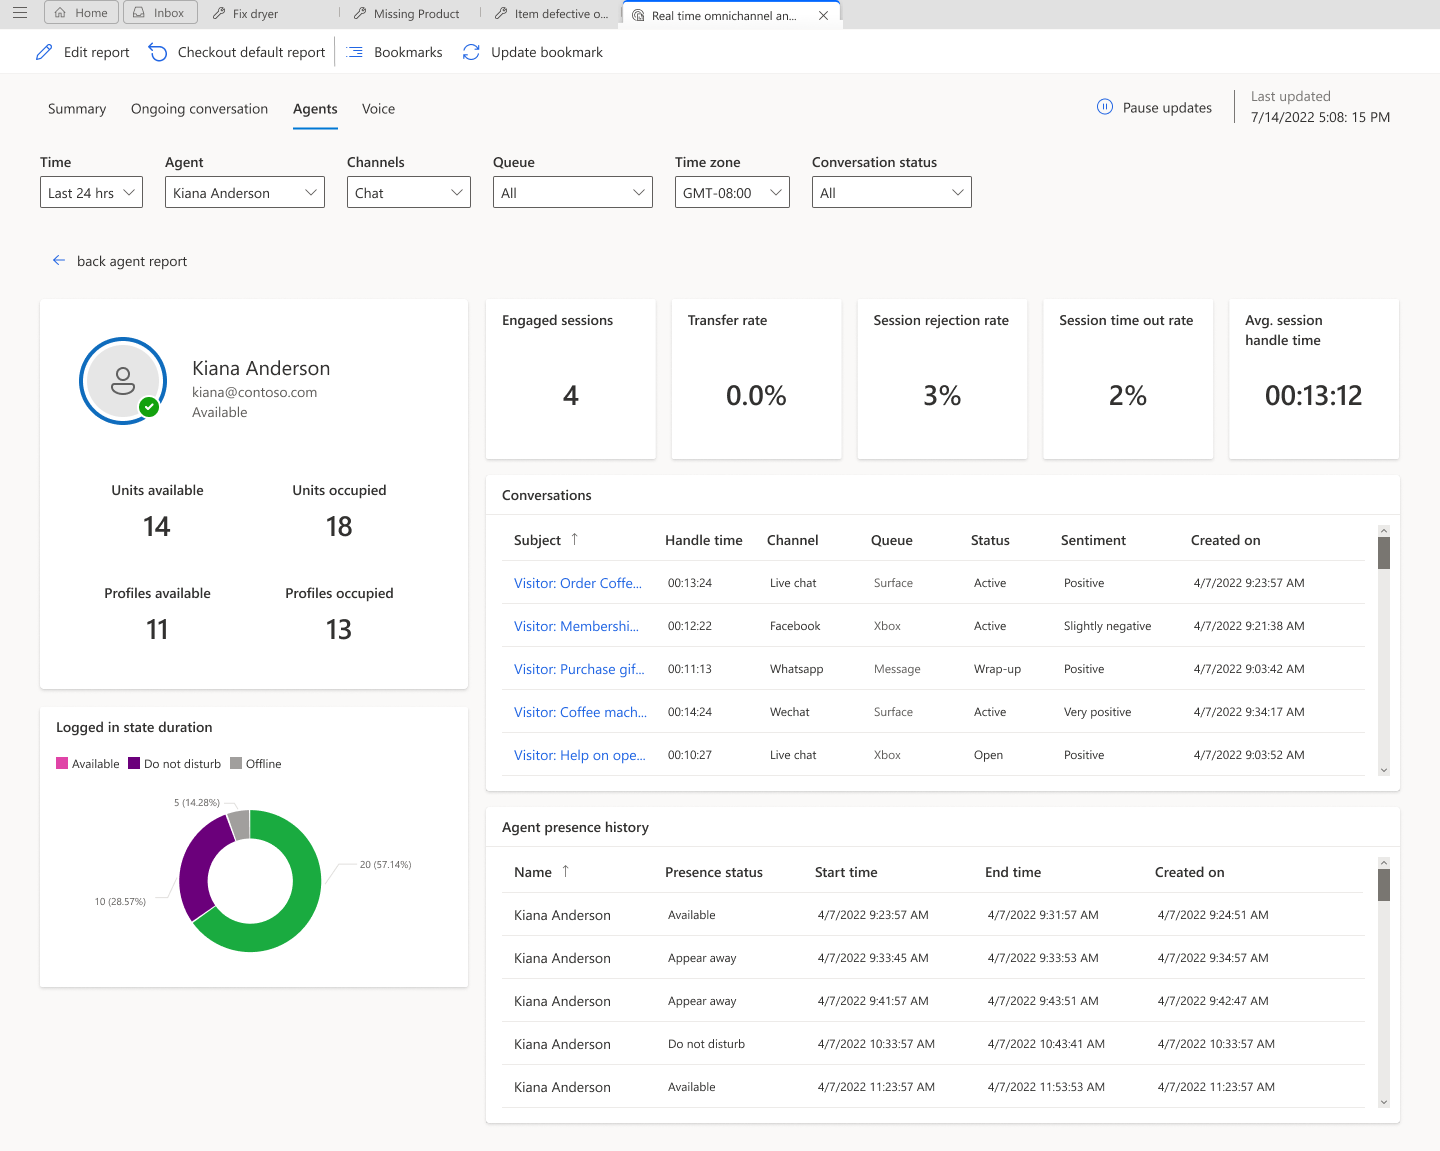 Home
Inbox
Fix dryer
Missing Product
Item defective o...
Real time omnichannel an...
Edit report
Checkout default report
Bookmarks
Update bookmark
Summary
Ongoing conversation
Agents
Voice
Pause updates
Last updated
7/14/2022 5:08: 15 PM
Time
Agent
Channels
Queue
Time zone
Conversation status
Last 24 hrs
Kiana Anderson
Chat
All
GMT-08:00
All
back agent report
Kiana Anderson
kiana@contoso.com
Available
Units available
Units occupied
14
18
Profiles available
Profiles occupied
11
13
Engaged sessions
4
Transfer rate
0.0%
Session rejection rate
3%
Session time out rate
2%
Avg. session
handle time
00:13:12
Conversations
Subject Handle time Channel Queue Status Sentiment Created on
Visitor: Order Coffe... 00:13:24 Live chat Surface Active Positive 4/7/2022 9:23:57 AM
Visitor: Membershi... 00:12:22 Facebook Xbox Active Slightly negative 4/7/2022 9:21:38 AM
Visitor: Purchase gif... 00:11:13 Whatsapp Message Wrap-up Positive 4/7/2022 9:03:42 AM
Visitor: Coffee mach... 00:14:24 Wechat Surface Active Very positive 4/7/2022 9:34:17 AM
Visitor: Help on ope... 00:10:27 Live chat Xbox Open Positive 4/7/2022 9:03:52 AM
Logged in state duration
Available Do not disturb Offline
5 (14.28%)
20 (57.14%)
10 (28.57%)
Agent presence history
Name Presence status Start time End time Created on
Kiana Anderson Available 4/7/2022 9:23:57 AM 4/7/2022 9:31:57 AM 4/7/2022 9:24:51 AM
Kiana Anderson Appear away 4/7/2022 9:33:45 AM 4/7/2022 9:33:53 AM 4/7/2022 9:34:57 AM
Kiana Anderson Appear away 4/7/2022 9:41:57 AM 4/7/2022 9:43:51 AM 4/7/2022 9:42:47 AM
Kiana Anderson Do not disturb 4/7/2022 10:33:57 AM 4/7/2022 10:43:41 AM 4/7/2022 10:33:57 AM
Kiana Anderson Available 4/7/2022 11:23:57 AM 4/7/2022 11:53:53 AM 4/7/2022 11:23:57 AM